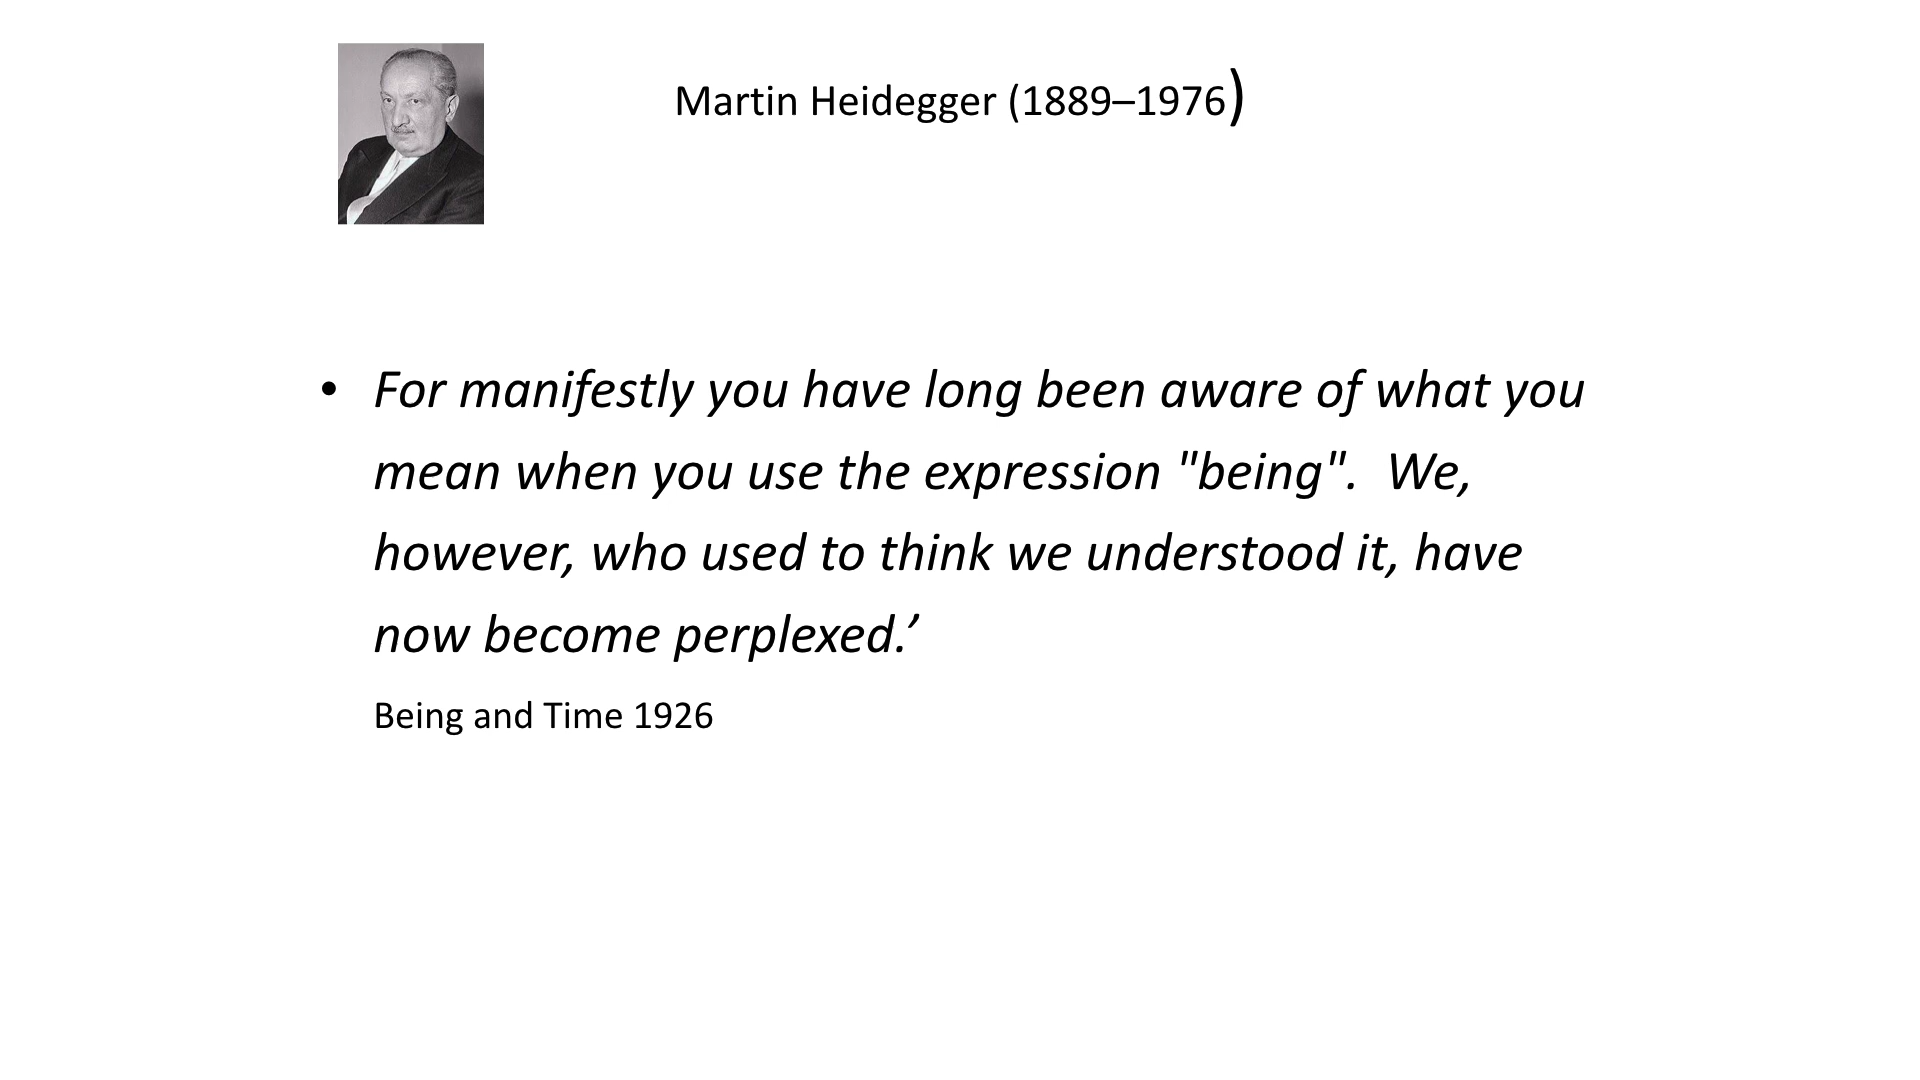 Martin Heidegger (1889–1976)
• For manifestly you have long been aware of what you
mean when you use the expression "being".  We,
however, who used to think we understood it, have
now become perplexed.’
Being and Time 1926